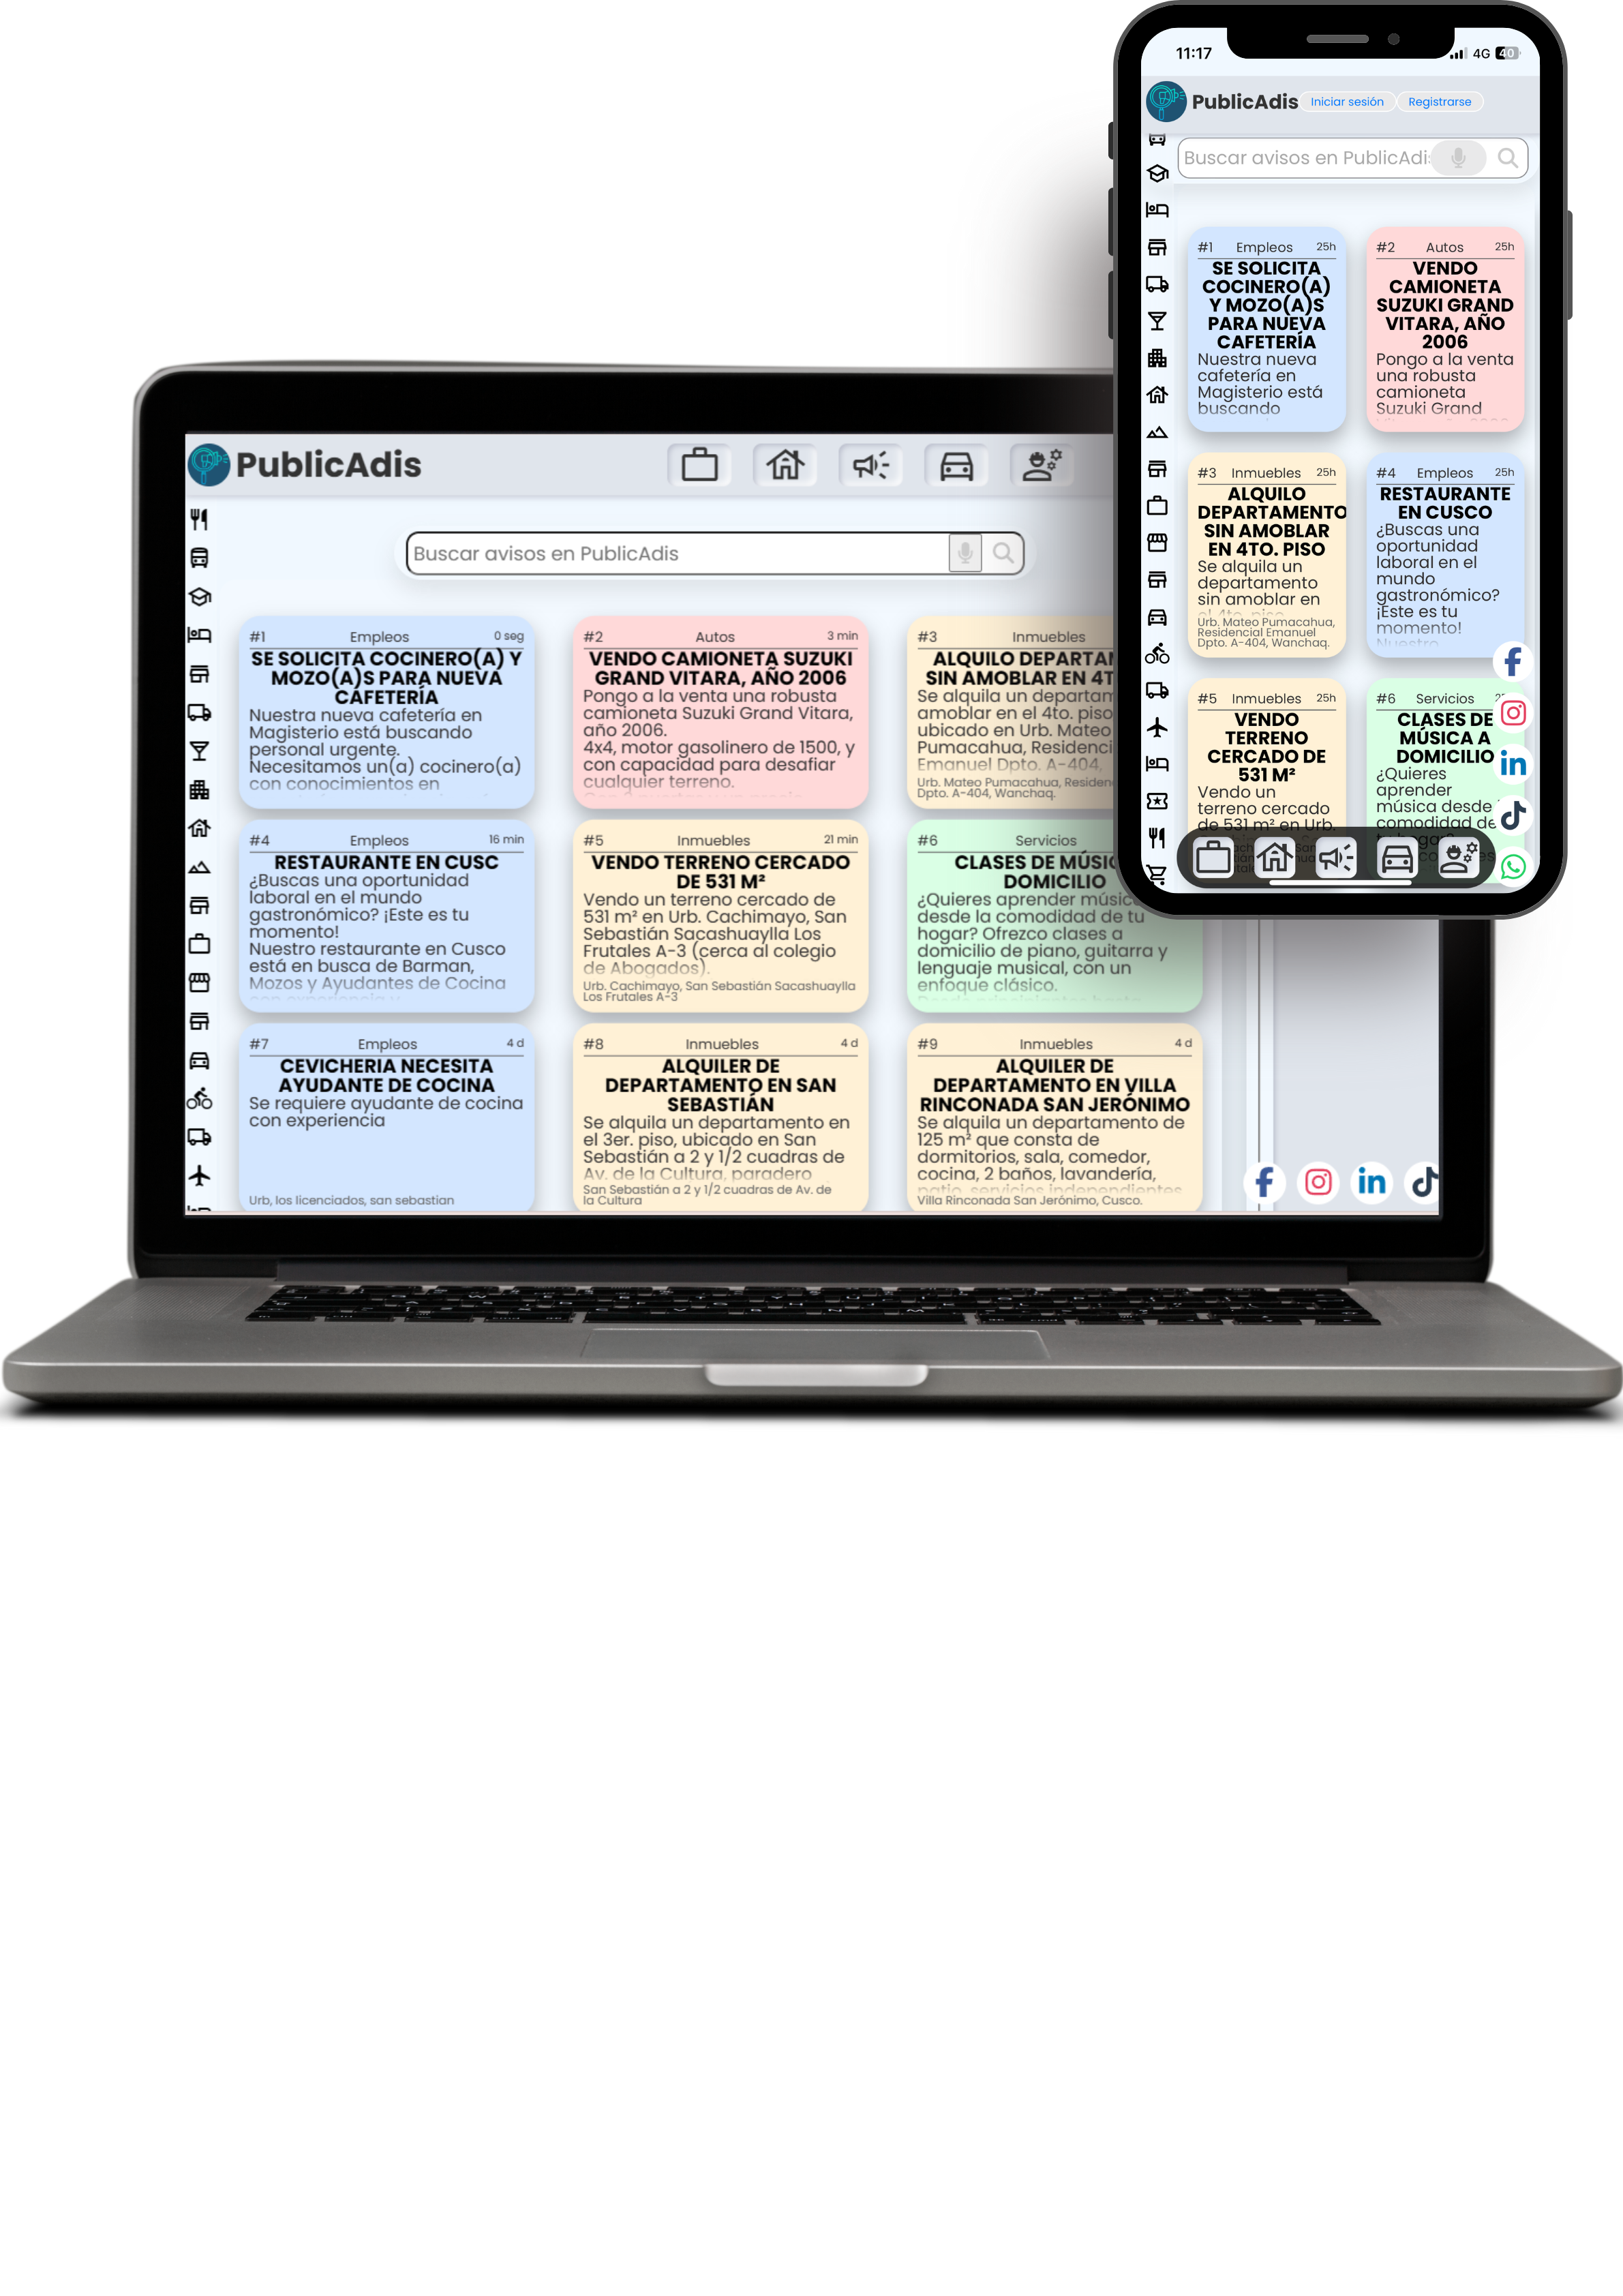 11:17
4G
40
PublicAdis
Iniciar sesión
Registrarse
Buscar avisos en PublicAdi
#1 Empleos 25h
SE SOLICITA
COCINERO(A)
Y MOZO(A)S
PARA NUEVA
CAFETERÍA
Nuestra nueva
cafetería en
Magisterio está
buscando
#2 Autos 25h
VENDO
CAMIONETA
SUZUKI GRAND
VITARA, AÑO
2006
Pongo a la venta
una robusta
camioneta
Suzuki Grand
#3 Inmuebles 25h
ALQUILO
DEPARTAMENTO
SIN AMOBLAR
EN 4TO. PISO
Se alquila un
departamento
sin amoblar en
el 4to. piso
Urb. Mateo Pumacahua,
Residencial Emanuel
Dpto. A-404, Wanchaq.
#4 Empleos 25h
RESTAURANTE
EN CUSCO
¿Buscas una
oportunidad
laboral en el
mundo
gastronómico?
¡Este es tu
momento!
Nuestro
#5 Inmuebles 25h
VENDO
TERRENO
CERCADO DE
531 M²
Vendo un
terreno cercado
de 531 m² en Urb.
#6 Servicios
CLASES DE
MÚSICA A
DOMICILIO
¿Quieres
aprender
música desde
comodidad de
tu hogar?
PublicAdis
Buscar avisos en PublicAdis
#1 Empleos 0 seg
SE SOLICITA COCINERO(A) Y
MOZO(A)S PARA NUEVA
CAFETERÍA
Nuestra nueva cafetería en
Magisterio está buscando
personal urgente.
Necesitamos un(a) cocinero(a)
con conocimientos en
#2 Autos 3 min
VENDO CAMIONETA SUZUKI
GRAND VITARA, AÑO 2006
Pongo a la venta una robusta
camioneta Suzuki Grand Vitara,
año 2006.
4x4, motor gasolinero de 1500, y
con capacidad para desafiar
cualquier terreno.
#3 Inmuebles
ALQUILO DEPARTAM
SIN AMOBLAR EN 4T
Se alquila un departam
amoblar en el 4to. piso
ubicado en Urb. Mateo
Pumacahua, Residenci
Emanuel Dpto. A-404,
Urb. Mateo Pumacahua, Residenc
Dpto. A-404, Wanchaq.
#4 Empleos 16 min
RESTAURANTE EN CUSC
¿Buscas una oportunidad
laboral en el mundo
gastronómico? ¡Este es tu
momento!
Nuestro restaurante en Cusco
está en busca de Barman,
Mozos y Ayudantes de Cocina
con experiencia y
#5 Inmuebles 21 min
VENDO TERRENO CERCADO
DE 531 M²
Vendo un terreno cercado de
531 m² en Urb. Cachimayo, San
Sebastián Sacashuaylla Los
Frutales A-3 (cerca al colegio
de Abogados).
Urb. Cachimayo, San Sebastián Sacashuaylla
Los Frutales A-3
#6 Servicios
CLASES DE MÚSIC
DOMICILIO
¿Quieres aprender músic
desde la comodidad de tu
hogar? Ofrezco clases a
domicilio de piano, guitarra y
lenguaje musical, con un
enfoque clásico.
#7 Empleos 4 d
CEVICHERIA NECESITA
AYUDANTE DE COCINA
Se requiere ayudante de cocina
con experiencia
Urb, los licenciados, san sebastian
#8 Inmuebles 4 d
ALQUILER DE
DEPARTAMENTO EN SAN
SEBASTIÁN
Se alquila un departamento en
el 3er. piso, ubicado en San
Sebastián a 2 y 1/2 cuadras de
Av. de la Cultura, paradero
San Sebastián a 2 y 1/2 cuadras de Av. de
la Cultura
#9 Inmuebles 4 d
ALQUILER DE
DEPARTAMENTO EN VILLA
RINCONADA SAN JERÓNIMO
Se alquila un departamento de
125 m² que consta de
dormitorios, sala, comedor,
cocina, 2 baños, lavandería,
patio, servicios independientes
Villa Rinconada San Jerónimo, Cusco.